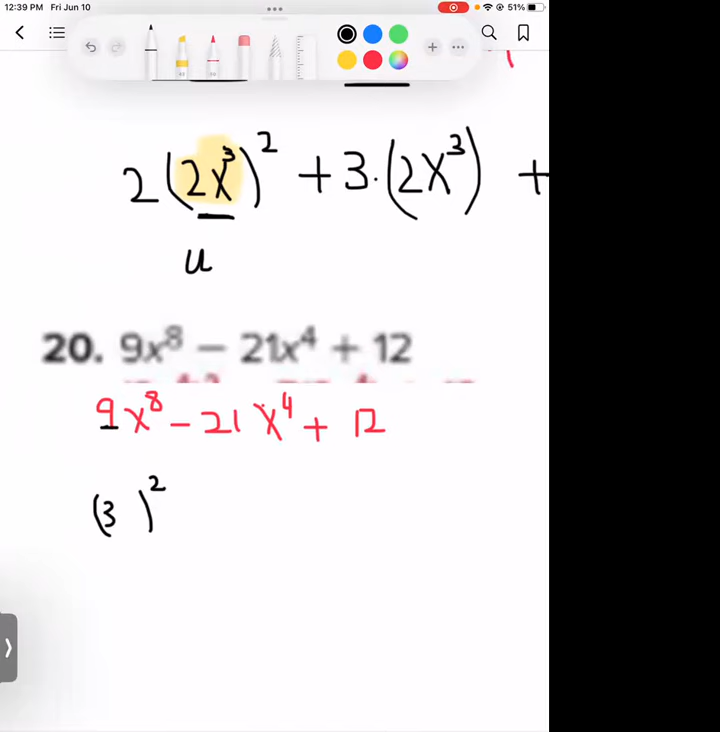 12:39 PM Fri Jun 10
51%
2(2x³)² + 3·(2x³) +
u
20. 9x⁸ − 21x⁴ + 12
9x⁸ − 21x⁴ + 12
(3 )²